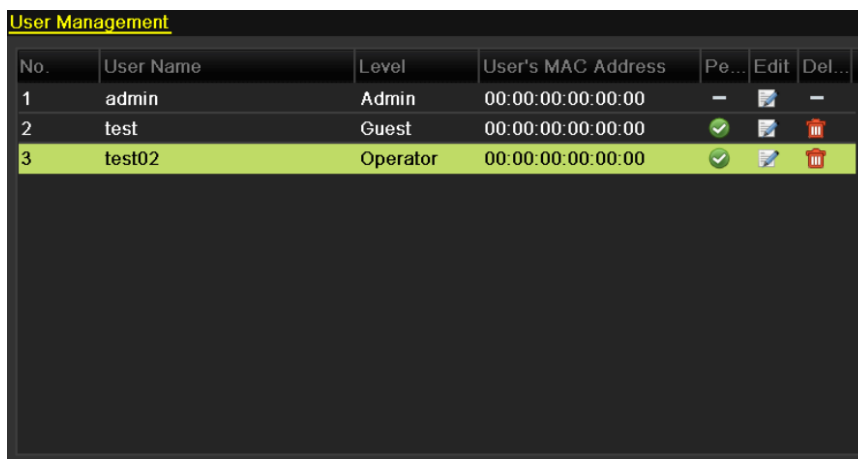 User Management
No. User Name Level User's MAC Address Pe... Edit Del...
1 admin Admin 00:00:00:00:00:00 –
2 test Guest 00:00:00:00:00:00
3 test02 Operator 00:00:00:00:00:00